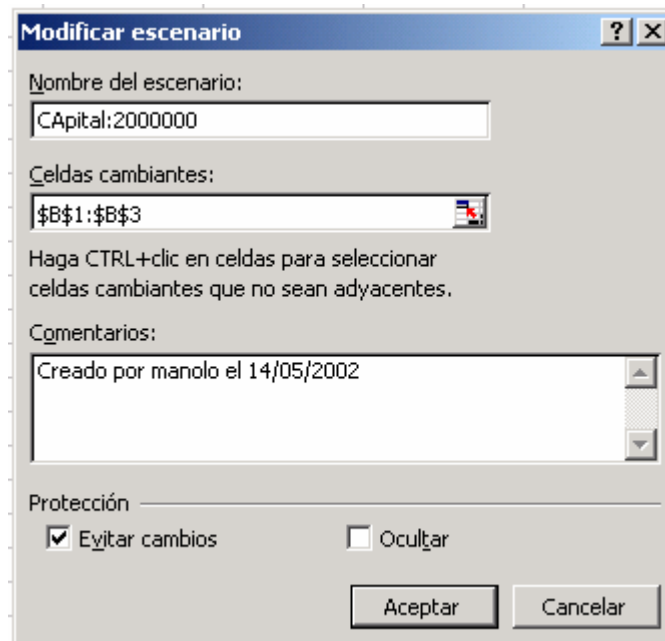 Modificar escenario
Nombre del escenario:
CApital:2000000
Celdas cambiantes:
$B$1:$B$3
Haga CTRL+clic en celdas para seleccionar
celdas cambiantes que no sean adyacentes.
Comentarios:
Creado por manolo el 14/05/2002
Protección
Evitar cambios Ocultar
Aceptar Cancelar